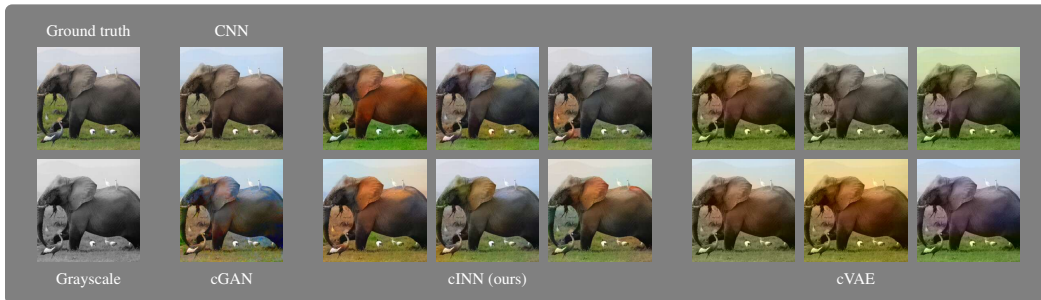 Ground truth
CNN
Grayscale
cGAN
cINN (ours)
cVAE